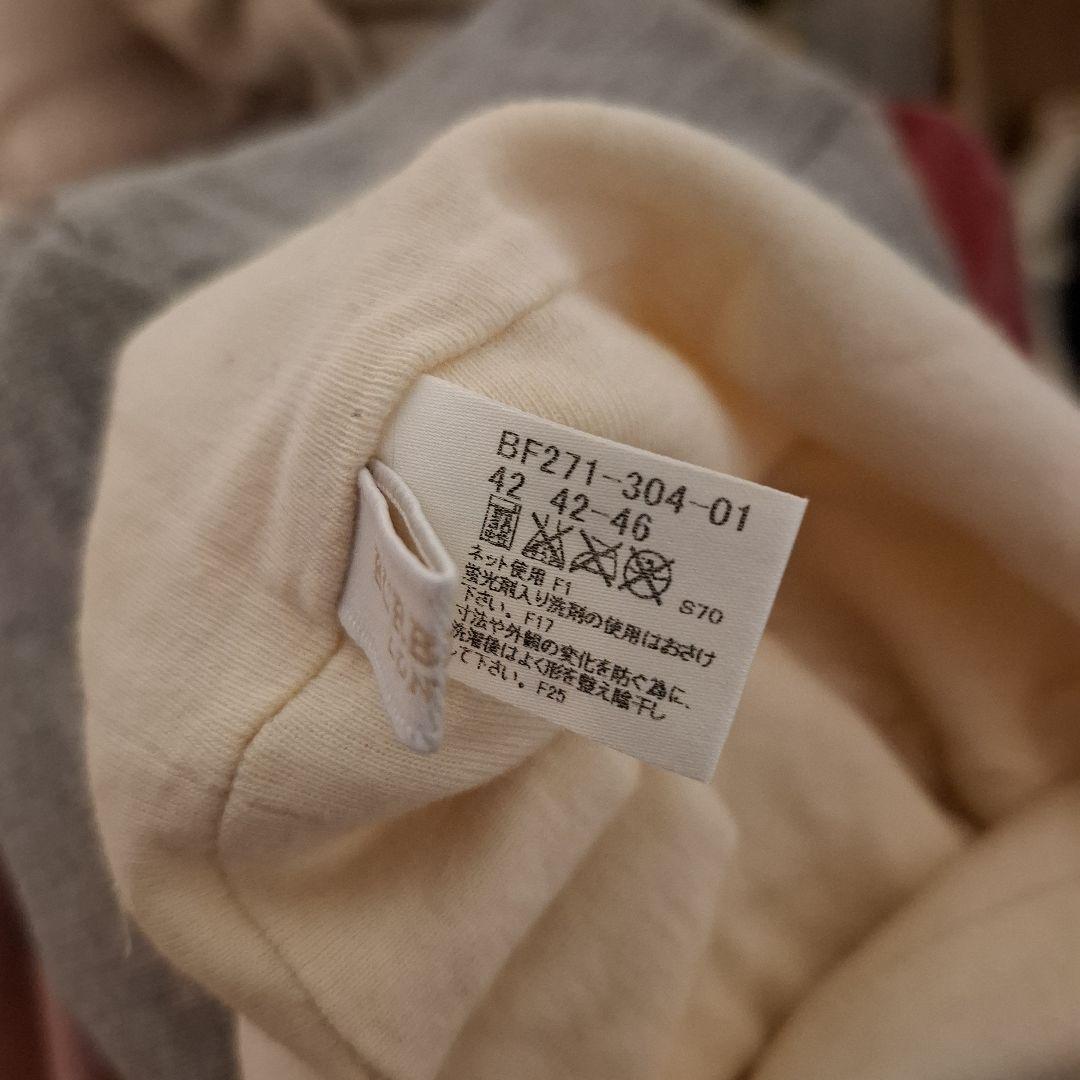 BF271-304-01
42 42-46
S70
ネット使用 F1
蛍光剤入り洗剤の使用はおさけ
下さい。F17
寸法や外観の変化を防ぐ為に、
洗濯後はよく形を整え陰干し
して下さい。F25